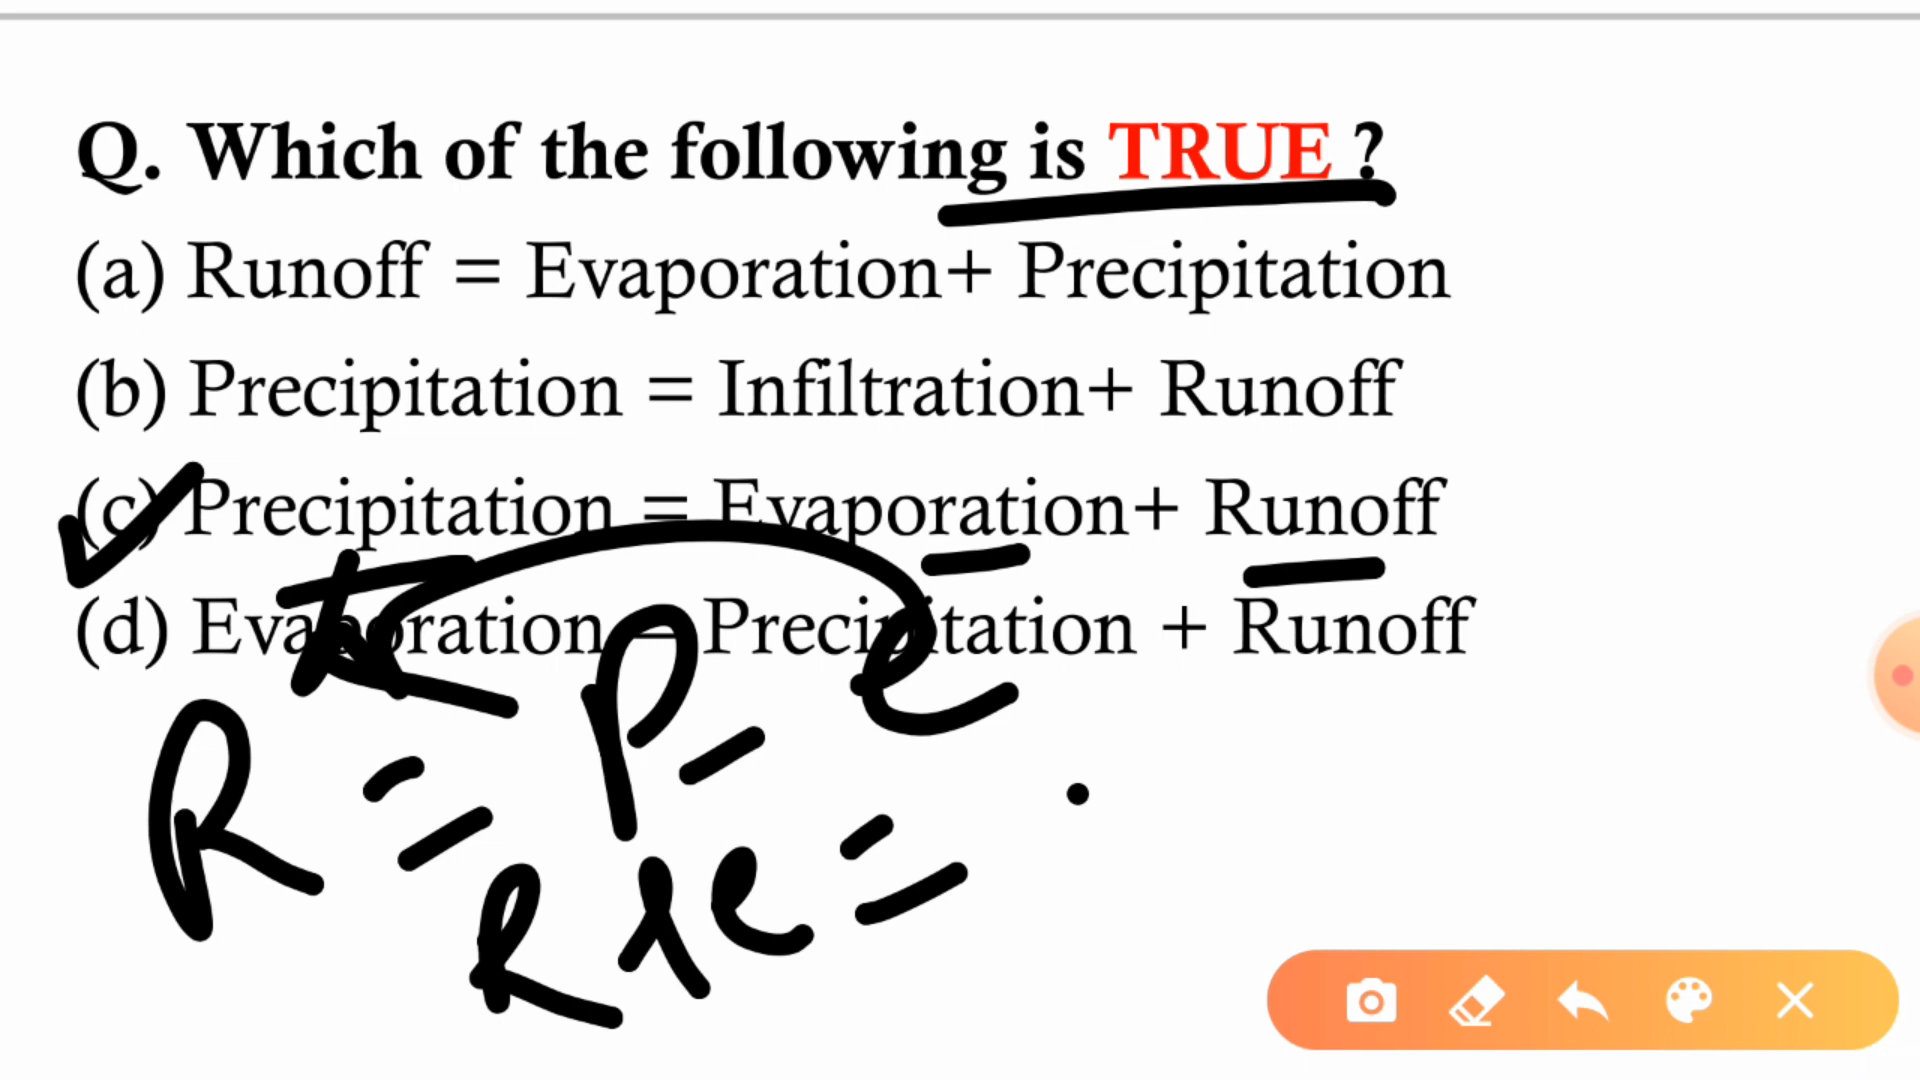 Q. Which of the following is TRUE ?
(a) Runoff = Evaporation+ Precipitation
(b) Precipitation = Infiltration+ Runoff
(c) Precipitation = Evaporation+ Runoff
(d) Evaporation = Precipitation + Runoff
R = P - e
R + e =